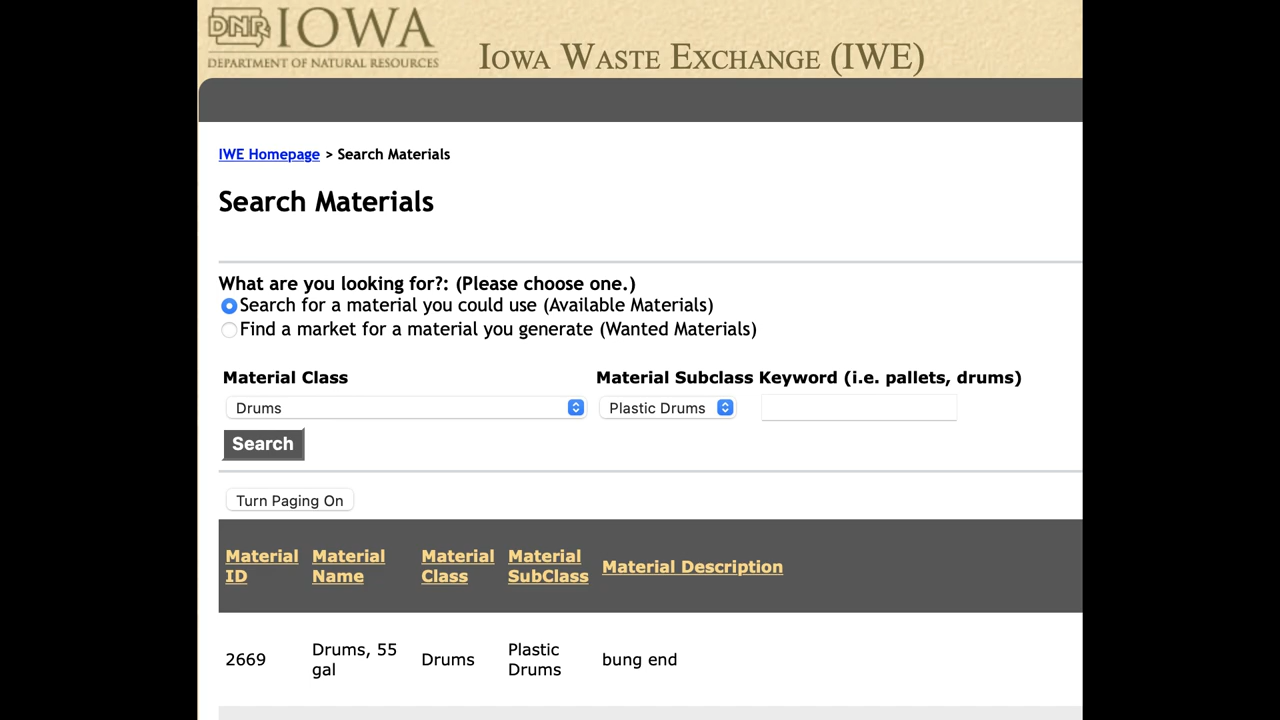 DNR IOWA
DEPARTMENT OF NATURAL RESOURCES
IOWA WASTE EXCHANGE (IWE)
IWE Homepage > Search Materials
Search Materials
What are you looking for?: (Please choose one.)
Search for a material you could use (Available Materials)
Find a market for a material you generate (Wanted Materials)
Material Class Material Subclass Keyword (i.e. pallets, drums)
Drums Plastic Drums
Search
Turn Paging On
Material ID Material Name Material Class Material SubClass Material Description
2669 Drums, 55 gal Drums Plastic Drums bung end